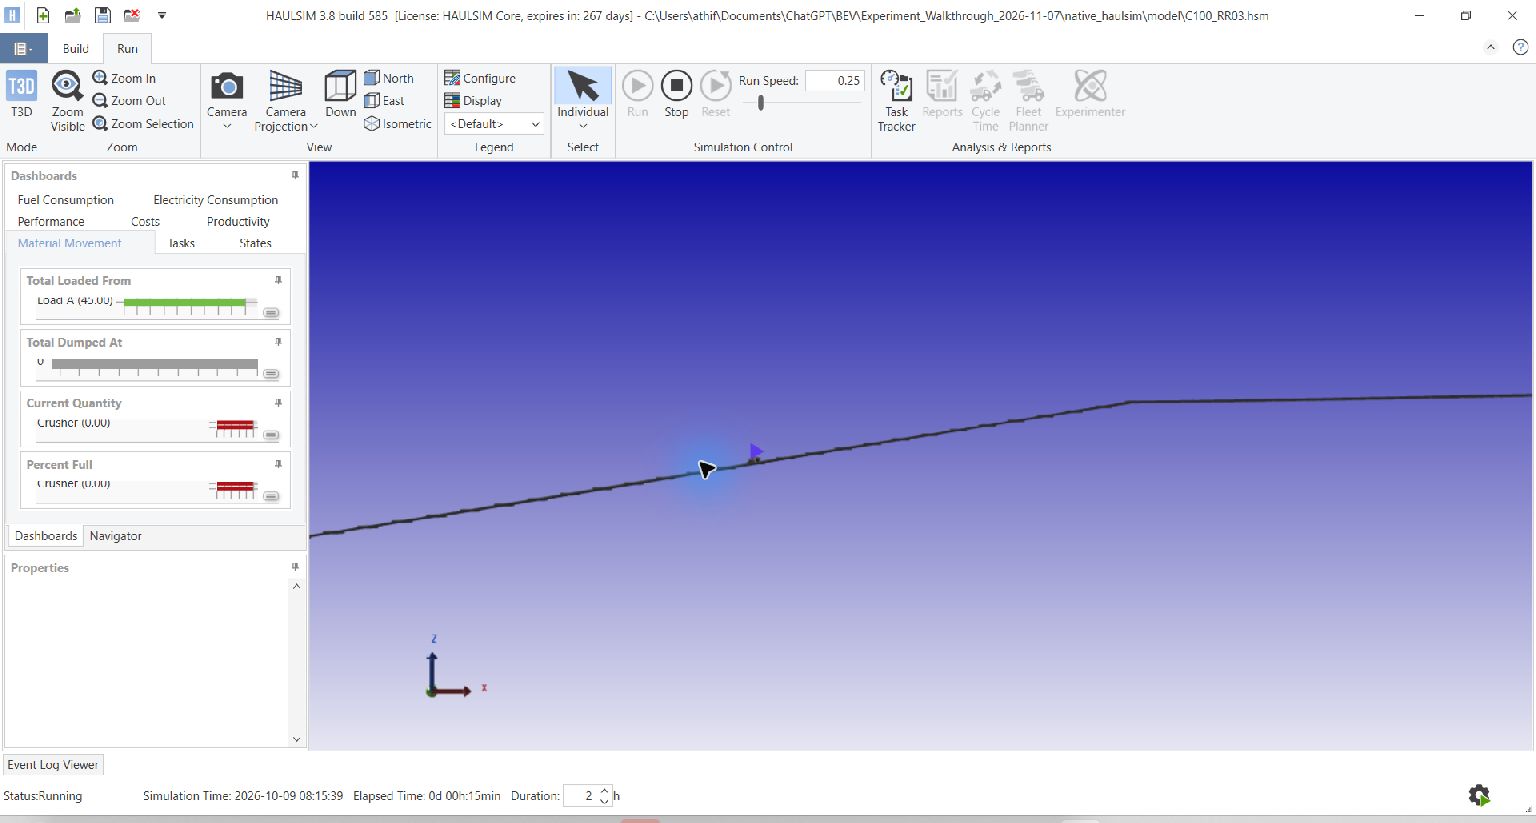 HAULSIM 3.8 build 585 [License: HAULSIM Core, expires in: 267 days] - C:\Users\athif\Documents\ChatGPT\BEV\Experiment_Walkthrough_2026-11-07\native_haulsim\model\C100_RR03.hsm
Build Run
T3D
T3D
Mode
Zoom Visible
Zoom In
Zoom Out
Zoom Selection
Zoom
Camera
Camera Projection
Down
North
East
Isometric
View
Configure
Display
<Default>
Legend
Individual
Select
Run
Stop
Reset
Run Speed: 0.25
Simulation Control
Task Tracker
Reports
Cycle Time
Fleet Planner
Experimenter
Analysis & Reports
Dashboards
Fuel Consumption Electricity Consumption
Performance Costs Productivity
Material Movement Tasks States
Total Loaded From
Load A (45.00)
Total Dumped At
0
Current Quantity
Crusher (0.00)
Percent Full
Crusher (0.00)
Dashboards Navigator
Properties
Z
X
Event Log Viewer
Status:Running Simulation Time: 2026-10-09 08:15:39 Elapsed Time: 0d 00h:15min Duration: 2 h